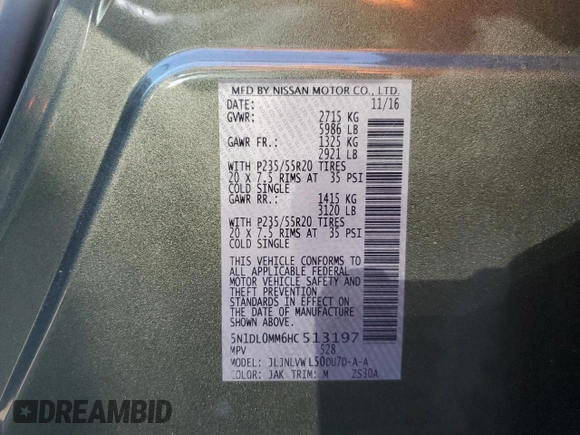 MFD BY NISSAN MOTOR CO., LTD.
DATE: 11/16
GVWR: 2715 KG
5986 LB
GAWR FR.: 1325 KG
2921 LB
WITH P235/55R20 TIRES
20 X 7.5 RIMS AT 35 PSI
COLD SINGLE
GAWR RR.: 1415 KG
3120 LB
WITH P235/55R20 TIRES
20 X 7.5 RIMS AT 35 PSI
COLD SINGLE
THIS VEHICLE CONFORMS TO
ALL APPLICABLE FEDERAL
MOTOR VEHICLE SAFETY AND
THEFT PREVENTION
STANDARDS IN EFFECT ON
THE DATE OF MANUFACTURE
SHOWN ABOVE.
5N1DL0MM6HC513197
MPV 528
MODEL: JLJNLVWL50DU7D-A-A
COLOR: JAK TRIM: M ZS30A
DREAMBID